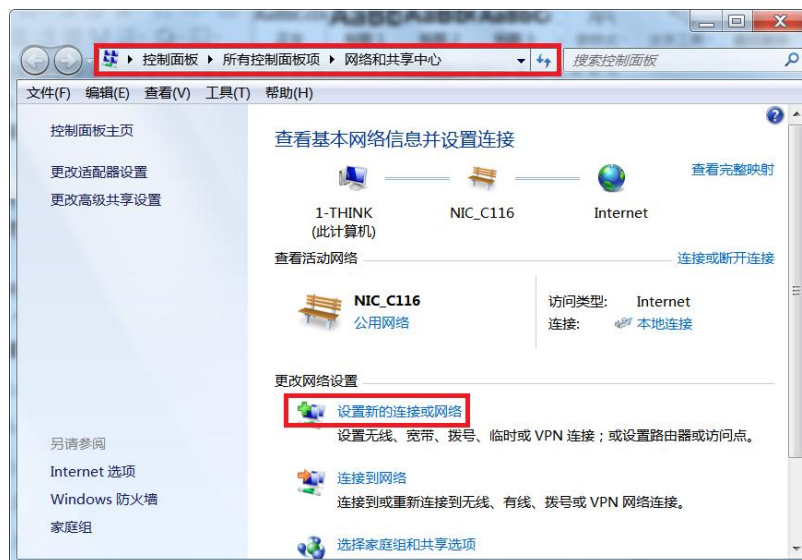 控制面板 ▸ 所有控制面板项 ▸ 网络和共享中心
搜索控制面板
文件(F) 编辑(E) 查看(V) 工具(T) 帮助(H)
控制面板主页
更改适配器设置
更改高级共享设置
另请参阅
Internet 选项
Windows 防火墙
家庭组
查看基本网络信息并设置连接
查看完整映射
1-THINK
(此计算机)
NIC_C116
Internet
查看活动网络
连接或断开连接
NIC_C116
公用网络
访问类型: Internet
连接: 本地连接
更改网络设置
设置新的连接或网络
设置无线、宽带、拨号、临时或 VPN 连接；或设置路由器或访问点。
连接到网络
连接到或重新连接到无线、有线、拨号或 VPN 网络连接。
选择家庭组和共享选项